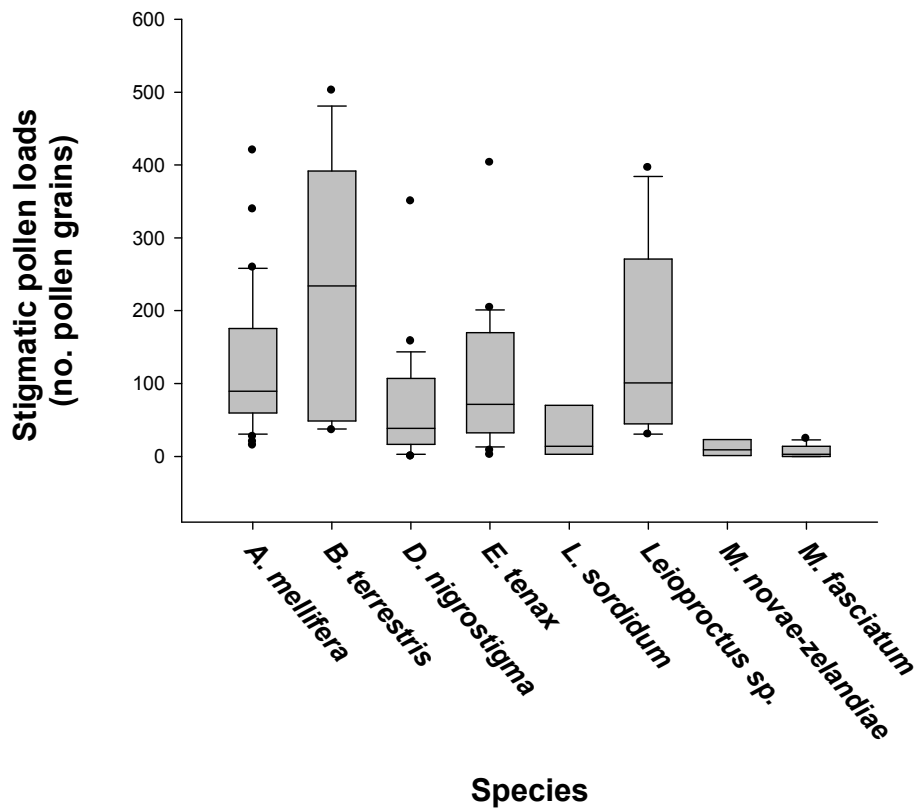 Stigmatic pollen loads
(no. pollen grains)
600
500
400
300
200
100
0
A. mellifera
B. terrestris
D. nigrostigma
E. tenax
L. sordidum
Leioproctus sp.
M. novae-zelandiae
M. fasciatum
Species